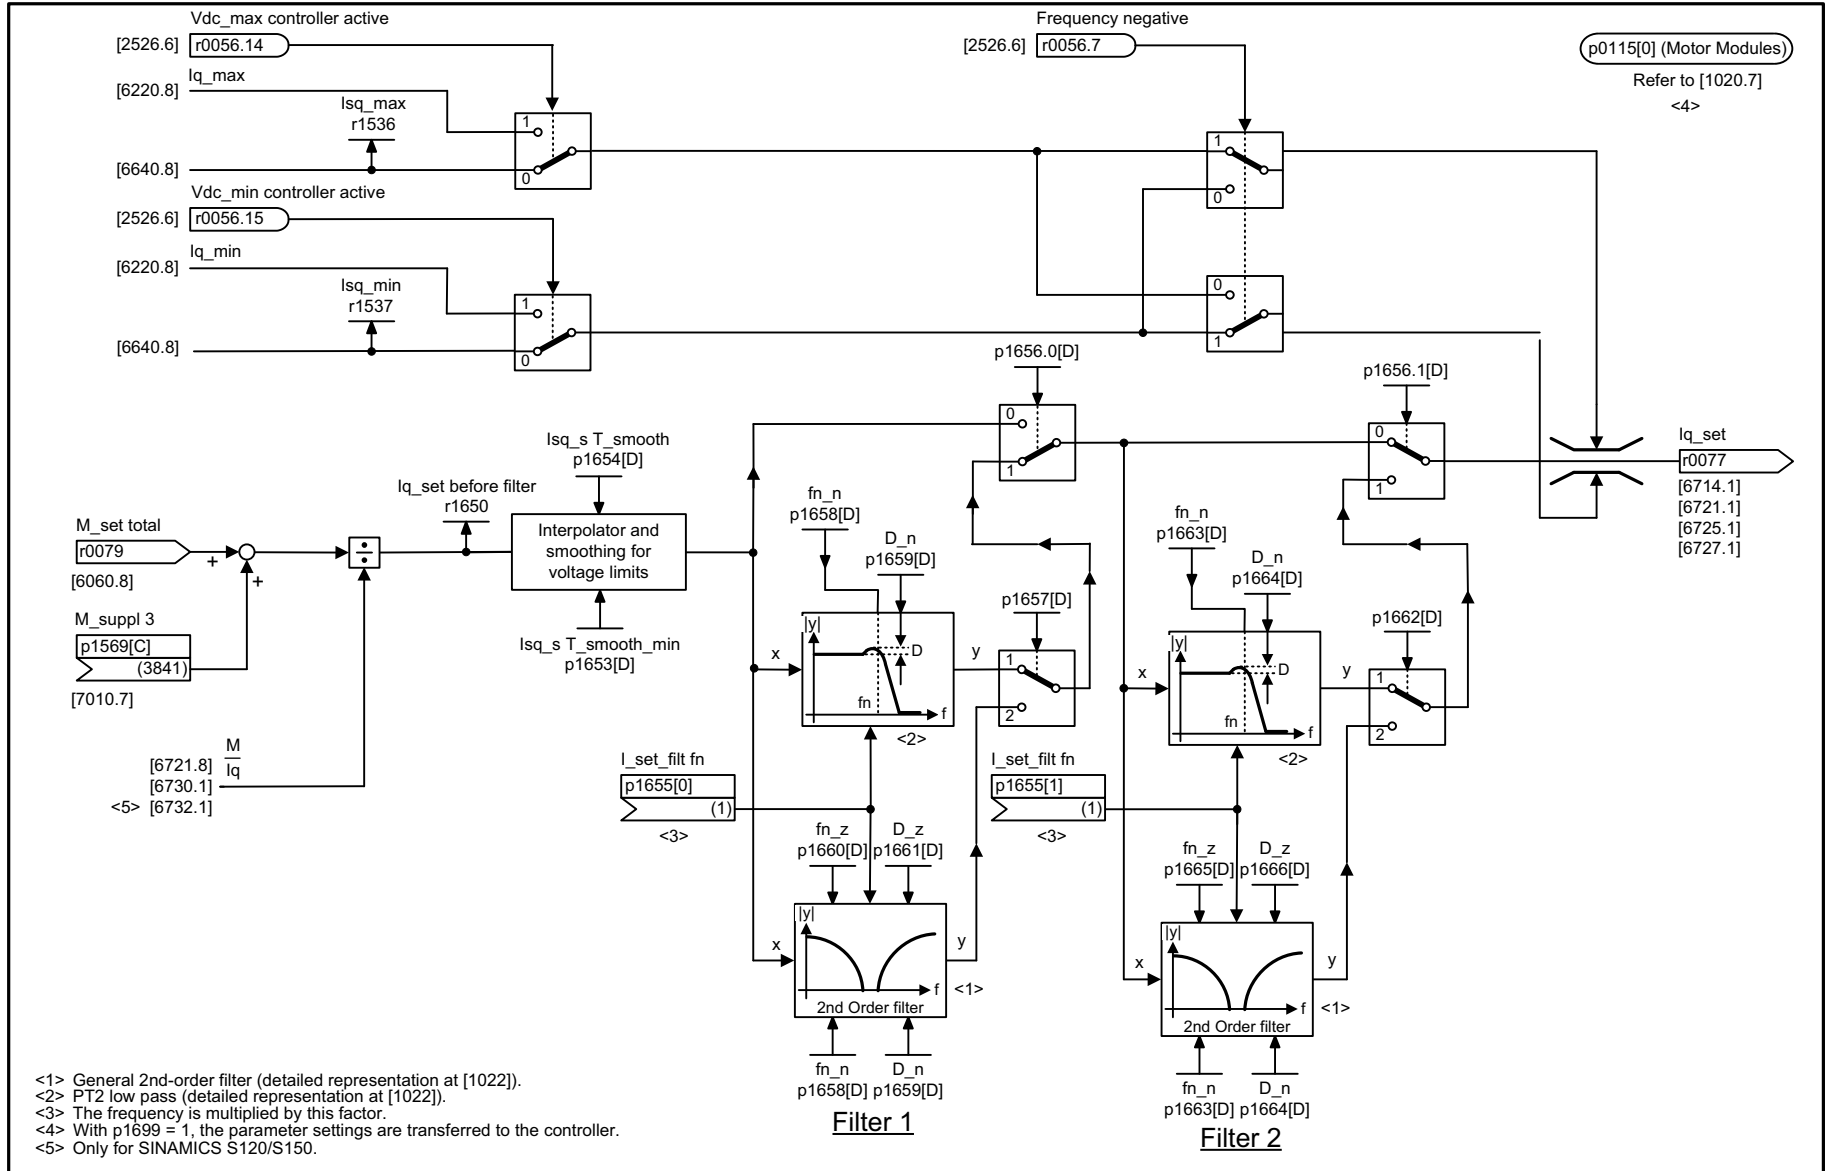 Vdc_max controller active
[2526.6] r0056.14
Iq_max
[6220.8]
Isq_max
r1536
[6640.8]
1
0
Vdc_min controller active
[2526.6] r0056.15
Iq_min
[6220.8]
Isq_min
r1537
[6640.8]
1
0
Frequency negative
[2526.6] r0056.7
1
0
0
1
p0115[0] (Motor Modules)
Refer to [1020.7]
<4>
p1656.0[D]
0
1
p1656.1[D]
0
1
Iq_set
r0077
[6714.1]
[6721.1]
[6725.1]
[6727.1]
M_set total
r0079
[6060.8]
+
+
M_suppl 3
p1569[C]
(3841)
[7010.7]
÷
M
Iq
[6721.8]
[6730.1]
<5> [6732.1]
Iq_set before filter
r1650
Isq_s T_smooth
p1654[D]
Interpolator and
smoothing for
voltage limits
Isq_s T_smooth_min
p1653[D]
fn_n
p1658[D]
D_n
p1659[D]
x
|y|
D
fn
f
y
<2>
p1657[D]
1
2
I_set_filt fn
p1655[0]
(1)
<3>
fn_z
p1660[D]
D_z
p1661[D]
x
|y|
f
2nd Order filter
y
<1>
fn_n
p1658[D]
D_n
p1659[D]
Filter 1
fn_n
p1663[D]
D_n
p1664[D]
x
|y|
D
fn
f
y
<2>
p1662[D]
1
2
I_set_filt fn
p1655[1]
(1)
<3>
fn_z
p1665[D]
D_z
p1666[D]
x
|y|
f
2nd Order filter
y
<1>
fn_n
p1663[D]
D_n
p1664[D]
Filter 2
<1> General 2nd-order filter (detailed representation at [1022]).
<2> PT2 low pass (detailed representation at [1022]).
<3> The frequency is multiplied by this factor.
<4> With p1699 = 1, the parameter settings are transferred to the controller.
<5> Only for SINAMICS S120/S150.